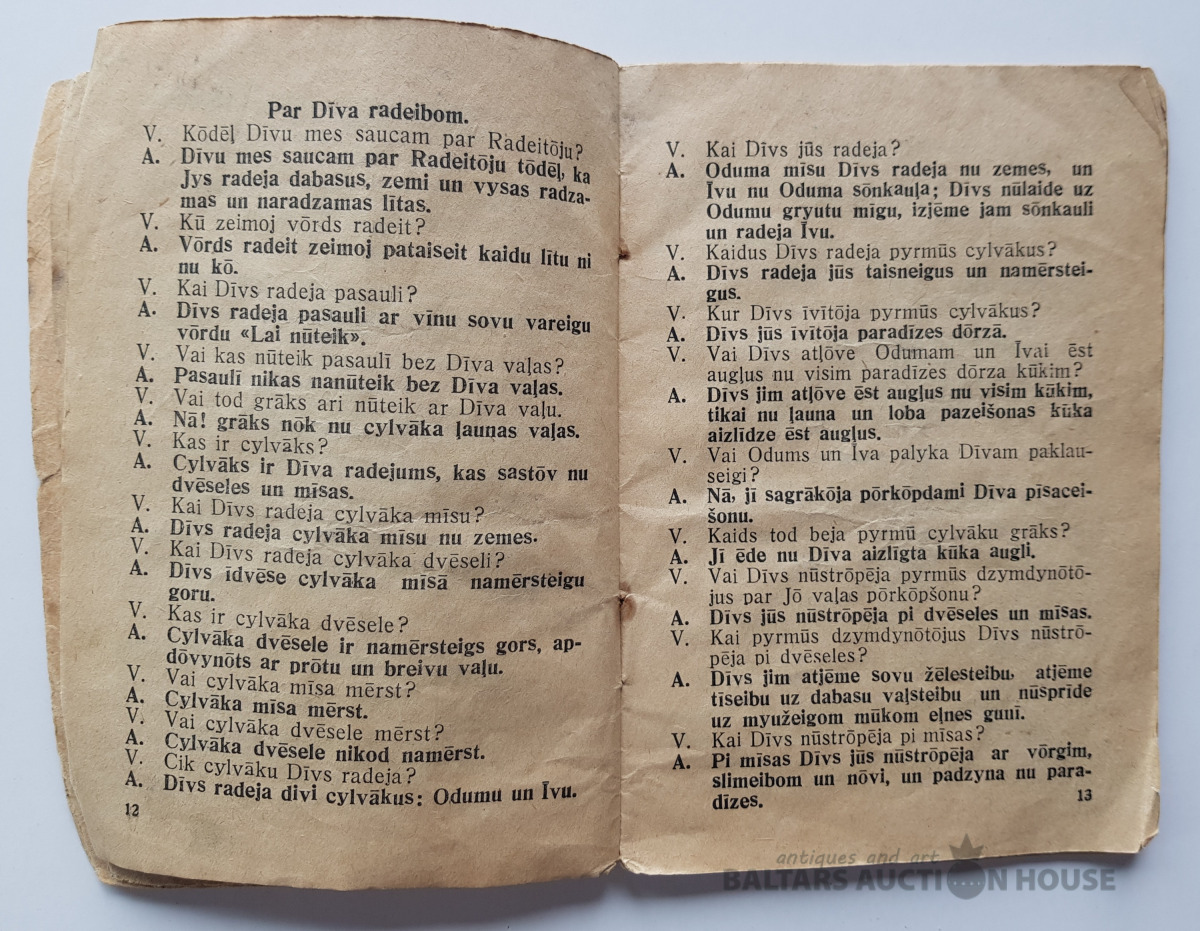 Par Dīva radeibom.
V. Kōdēļ Dīvu mes saucam par Radeitōju?
A. Dīvu mes saucam par Radeitōju tōdēļ, ka
Jys radeja dabasus, zemi un vysas radza-
mas un naradzamas lītas.
V. Kū zeimoj vōrds radeit?
A. Vōrds radeit zeimoj pataiseit kaidu lītu ni
nu kō.
V. Kai Dīvs radeja pasauli?
A. Dīvs radeja pasauli ar vīnu sovu vareigu
vōrdu «Lai nūteik».
V. Vai kas nūteik pasaulī bez Dīva vaļas?
A. Pasaulī nikas nanūteik bez Dīva vaļas.
V. Vai tod grāks ari nūteik ar Dīva vaļu.
A. Nā! grāks nōk nu cylvāka ļaunas vaļas.
V. Kas ir cylvāks?
A. Cylvāks ir Dīva radejums, kas sastōv nu
dvēseles un mīsas.
V. Kai Dīvs radeja cylvāka mīsu?
A. Dīvs radeja cylvāka mīsu nu zemes.
V. Kai Dīvs radeja cylvāka dvēseli?
A. Dīvs īdvēse cylvāka mīsā namērsteigu
goru.
V. Kas ir cylvāka dvēsele?
A. Cylvāka dvēsele ir namērsteigs gors, ap-
dōvynōts ar prōtu un breivu vaļu.
V. Vai cylvāka mīsa mērst?
A. Cylvāka mīsa mērst.
V. Vai cylvāka dvēsele mērst?
A. Cylvāka dvēsele nikod namērst.
V. Cik cylvāku Dīvs radeja?
A. Dīvs radeja divi cylvākus: Odumu un Īvu.
12
V. Kai Dīvs jūs radeja?
A. Oduma mīsu Dīvs radeja nu zemes, un
Īvu nu Oduma sōnkauļa; Dīvs nūlaide uz
Odumu gryutu mīgu, izjēme jam sōnkauli
un radeja Īvu.
V. Kaidus Dīvs radeja pyrmūs cylvākus?
A. Dīvs radeja jūs taisneigus un namērstei-
gus.
V. Kur Dīvs īvītōja pyrmūs cylvākus?
A. Dīvs jūs īvītōja paradīzes dōrzā.
V. Vai Dīvs atļōve Odumam un Īvai ēst
augļus nu visim paradīzes dōrza kūkim?
A. Dīvs jim atļōve ēst augļus nu visim kūkim,
tikai nu ļauna un loba pazeišonas kūka
aizlīdze ēst augļus.
V. Vai Odums un Īva palyka Dīvam paklau-
seigi?
A. Nā, jī sagrākōja pōrkōpdami Dīva pīsacei-
šonu.
V. Kaids tod beja pyrmū cylvāku grāks?
A. Jī ēde nu Dīva aizlīgta kūka augli.
V. Vai Dīvs nūstrōpēja pyrmūs dzymdynōtō-
jus par Jō vaļas pōrkōpšonu?
A. Dīvs jūs nūstrōpēja pi dvēseles un mīsas.
V. Kai pyrmūs dzymdynōtōjus Dīvs nūstrō-
pēja pi dvēseles?
A. Dīvs jim atjēme sovu žēlesteibu, atjēme
tīseibu uz dabasu vaļsteibu un nūsprīde
uz myužeigom mūkom eļnes gunī.
V. Kai Dīvs nūstrōpēja pi mīsas?
A. Pi mīsas Dīvs jūs nūstrōpēja ar vōrgim,
slimeibom un nōvi, un padzyna nu para-
dīzes.
13
antiques and art
BALTARS AUCTION HOUSE